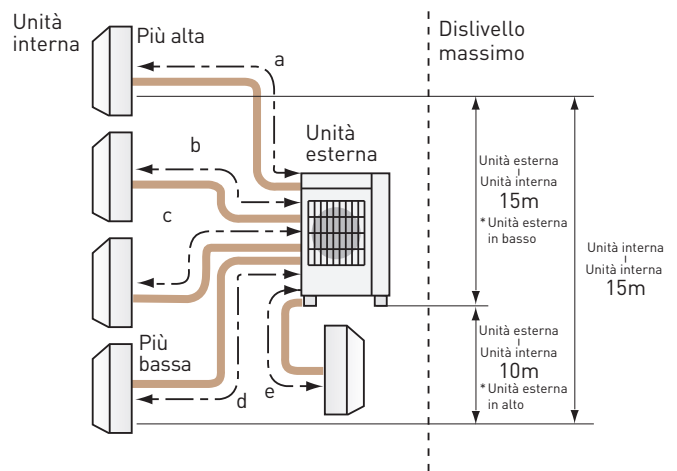 Unità
interna
Più alta
a
Dislivello
massimo
b
Unità
esterna
c
Unità esterna
Unità interna
15m
* Unità esterna
in basso
Unità interna
Unità interna
15m
Più
bassa
d
e
Unità esterna
Unità interna
10m
* Unità esterna
in alto